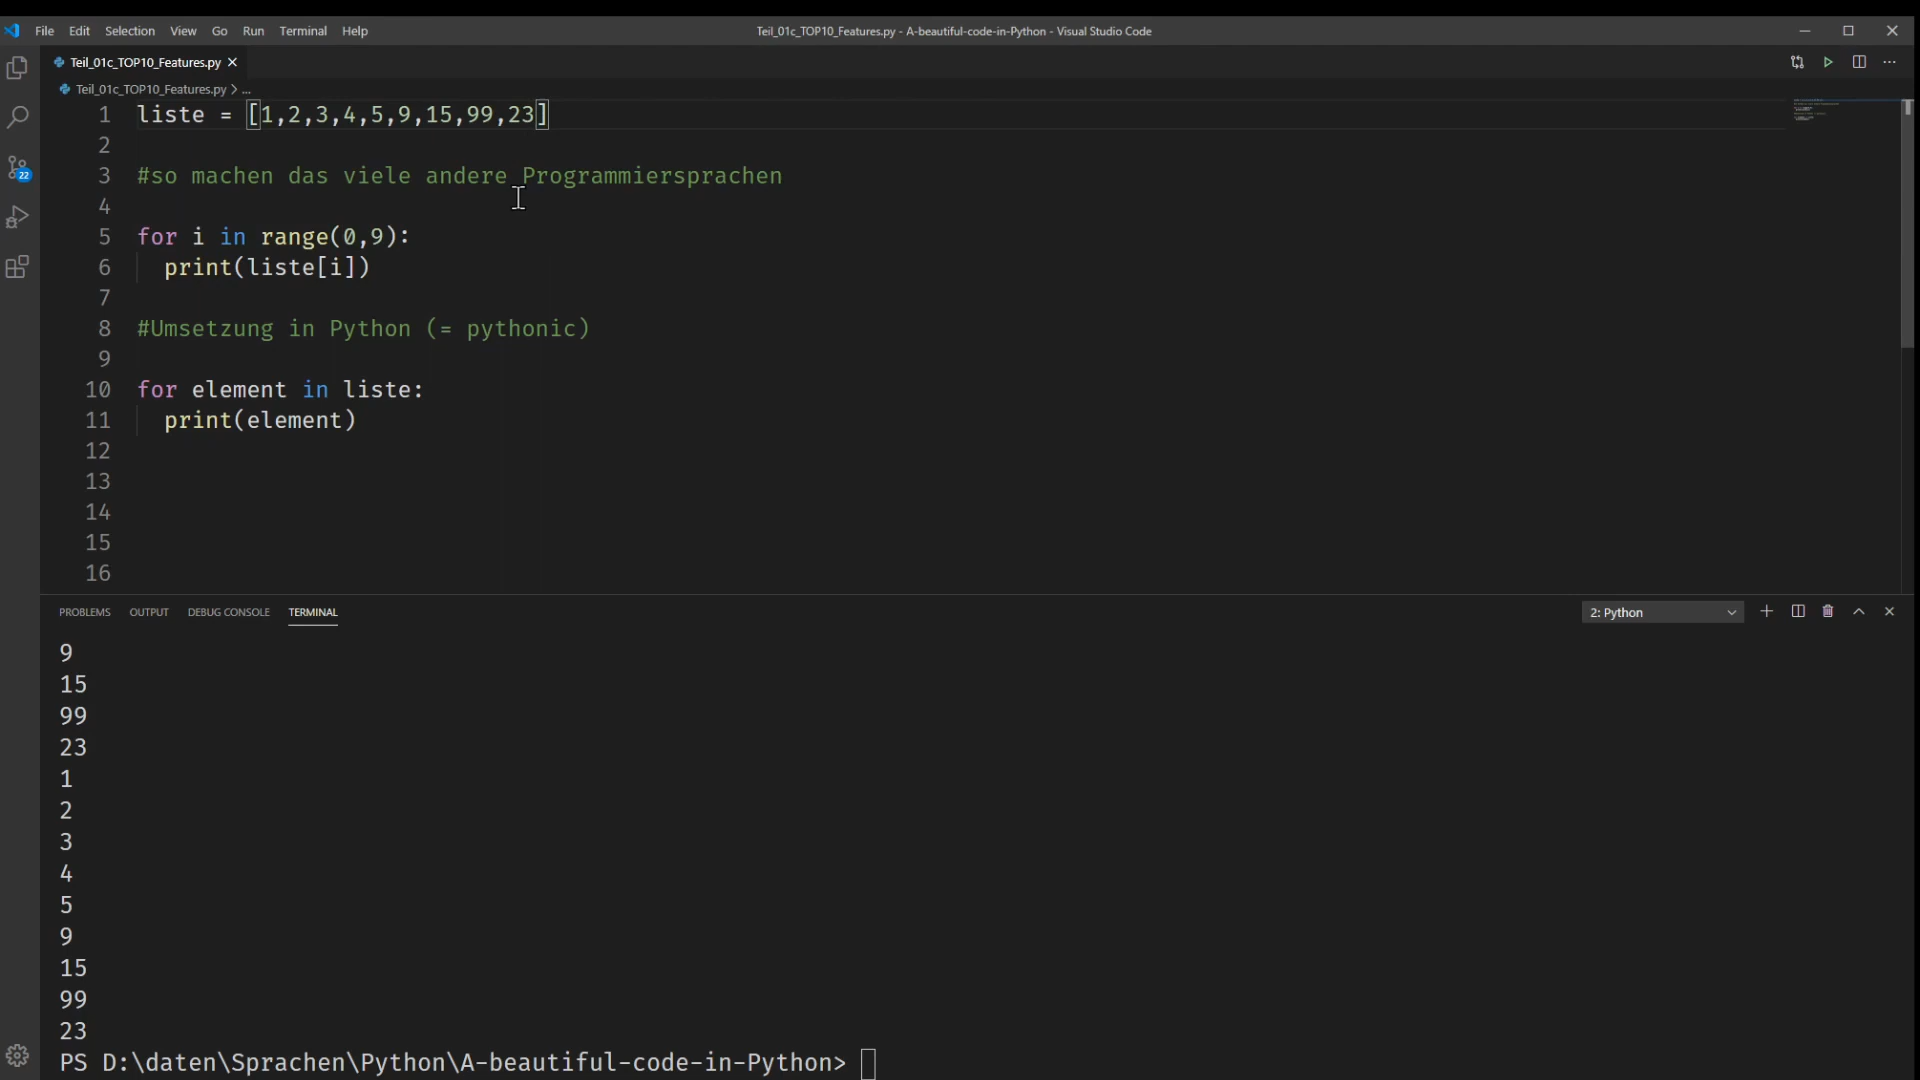 File Edit Selection View Go Run Terminal Help Teil_01c_TOP10_Features.py - A-beautiful-code-in-Python - Visual Studio Code
Teil_01c_TOP10_Features.py
Teil_01c_TOP10_Features.py > ...
1 liste = [1,2,3,4,5,9,15,99,23]
2
3 #so machen das viele andere Programmiersprachen
4
5 for i in range(0,9):
6 print(liste[i])
7
8 #Umsetzung in Python (= pythonic)
9
10 for element in liste:
11 print(element)
12
13
14
15
16
22
PROBLEMS OUTPUT DEBUG CONSOLE TERMINAL 2: Python
9
15
99
23
1
2
3
4
5
9
15
99
23
PS D:\daten\Sprachen\Python\A-beautiful-code-in-Python>